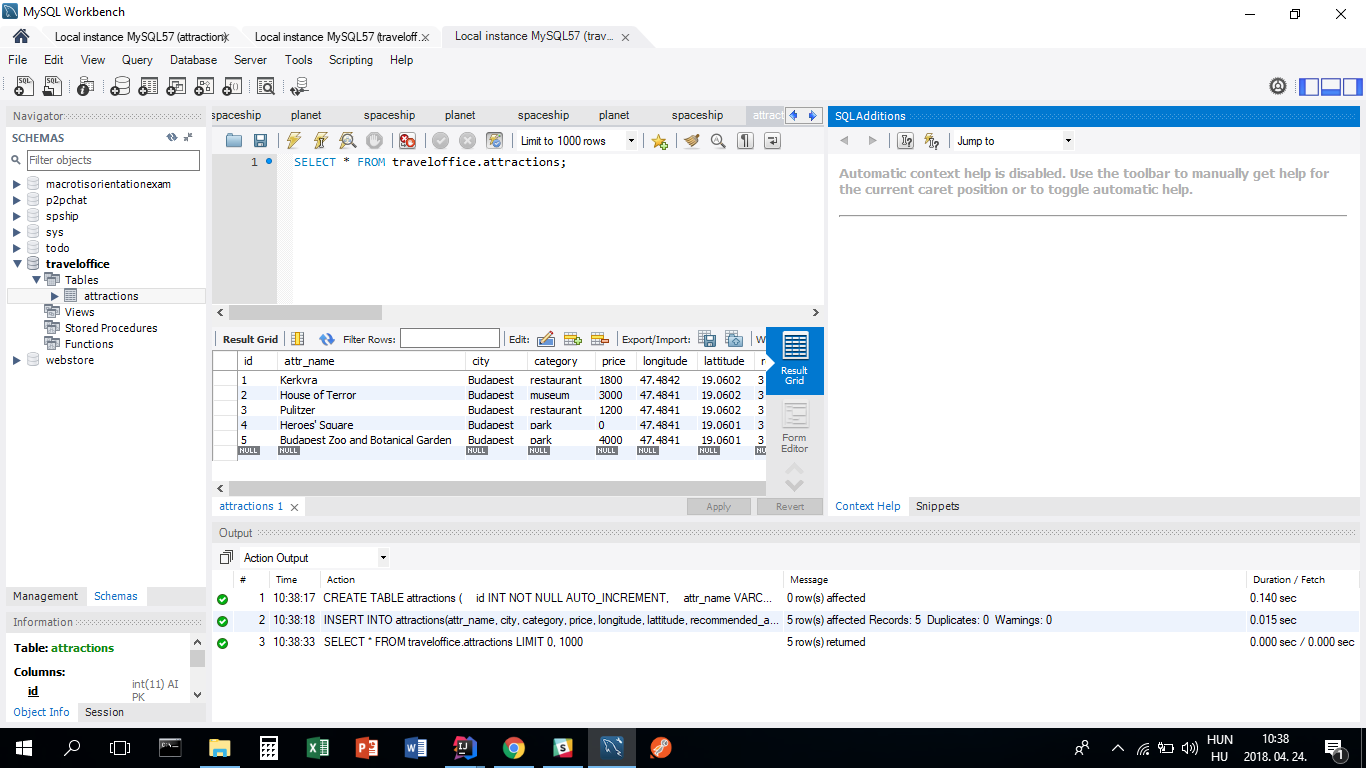 MySQL Workbench
Local instance MySQL57 (attraction)
Local instance MySQL57 (traveloff...
Local instance MySQL57 (trav...
File Edit View Query Database Server Tools Scripting Help
Navigator
SCHEMAS
Filter objects
macrotisorientationexam
p2pchat
spship
sys
todo
traveloffice
Tables
attractions
Views
Stored Procedures
Functions
webstore
Management Schemas
Information
Table: attractions
Columns:
id int(11) AI
PK
Object Info Session
spaceship planet spaceship planet spaceship planet spaceship attract
Limit to 1000 rows
1 SELECT * FROM traveloffice.attractions;
Result Grid Filter Rows: Edit: Export/Import: W
id attr_name city category price longitude lattitude r
1 Kerkyra Budapest restaurant 1800 47.4842 19.0602 3
2 House of Terror Budapest museum 3000 47.4841 19.0602 3
3 Pulitzer Budapest restaurant 1200 47.4841 19.0602 3
4 Heroes' Square Budapest park 0 47.4841 19.0601 3
5 Budapest Zoo and Botanical Garden Budapest park 4000 47.4841 19.0601 3
NULL NULL NULL NULL NULL NULL NULL NU
Result
Grid
Form
Editor
attractions 1
Apply Revert
SQLAdditions
Jump to
Automatic context help is disabled. Use the toolbar to manually get help for
the current caret position or to toggle automatic help.
Context Help Snippets
Output
Action Output
# Time Action Message Duration / Fetch
1 10:38:17 CREATE TABLE attractions ( id INT NOT NULL AUTO_INCREMENT, attr_name VARC... 0 row(s) affected 0.140 sec
2 10:38:18 INSERT INTO attractions(attr_name, city, category, price, longitude, lattitude, recommended_a... 5 row(s) affected Records: 5 Duplicates: 0 Warnings: 0 0.015 sec
3 10:38:33 SELECT * FROM traveloffice.attractions LIMIT 0, 1000 5 row(s) returned 0.000 sec / 0.000 sec
HUN
HU
10:38
2018. 04. 24.
1